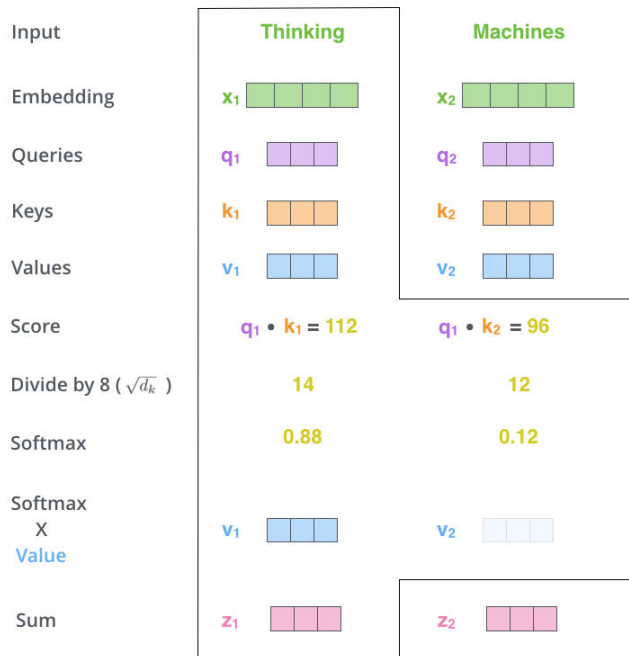 Input Thinking Machines
Embedding x₁ x₂
Queries q₁ q₂
Keys k₁ k₂
Values v₁ v₂
Score q₁ • k₁ = 112 q₁ • k₂ = 96
Divide by 8 ( √dₖ ) 14 12
Softmax 0.88 0.12
Softmax
X
Value
v₁ v₂
Sum z₁ z₂